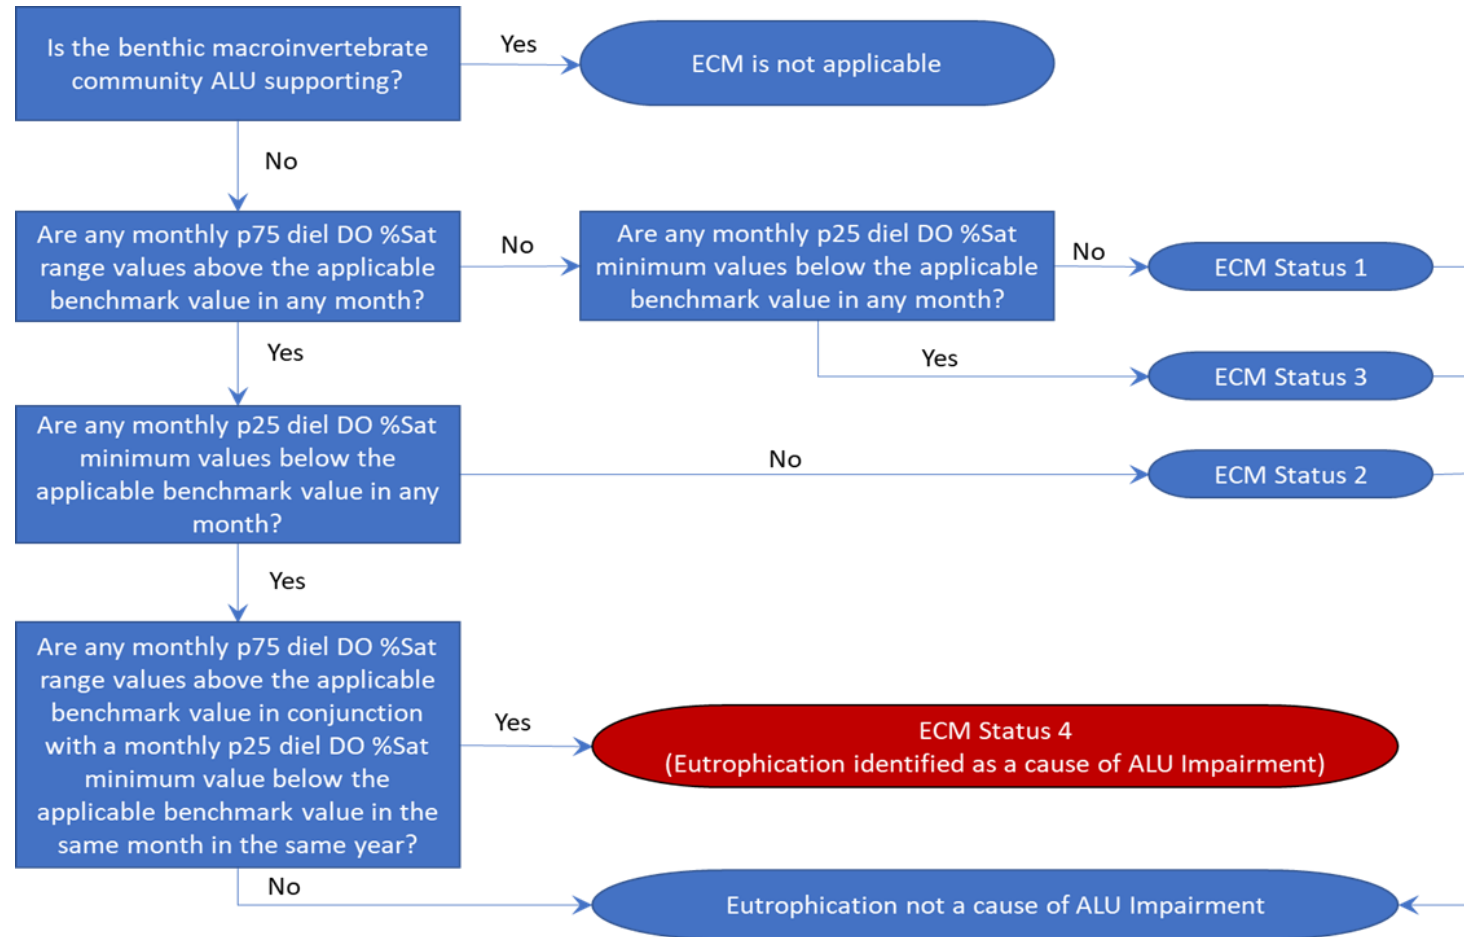 Is the benthic macroinvertebrate
community ALU supporting?
Yes
ECM is not applicable
No
Are any monthly p75 diel DO %Sat
range values above the applicable
benchmark value in any month?
No
Are any monthly p25 diel DO %Sat
minimum values below the applicable
benchmark value in any month?
No
ECM Status 1
Yes
Yes
ECM Status 3
Are any monthly p25 diel DO %Sat
minimum values below the
applicable benchmark value in any
month?
No
ECM Status 2
Yes
Are any monthly p75 diel DO %Sat
range values above the applicable
benchmark value in conjunction
with a monthly p25 diel DO %Sat
minimum value below the
applicable benchmark value in the
same month in the same year?
Yes
ECM Status 4
(Eutrophication identified as a cause of ALU Impairment)
No
Eutrophication not a cause of ALU Impairment